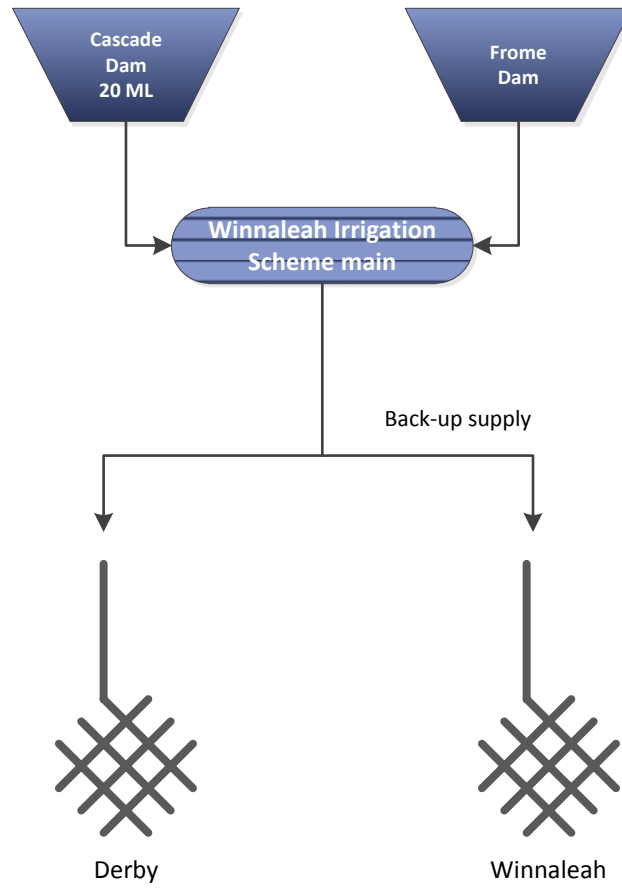 Cascade
Dam
20 ML
Frome
Dam
Winnaleah Irrigation
Scheme main
Back-up supply
Derby
Winnaleah